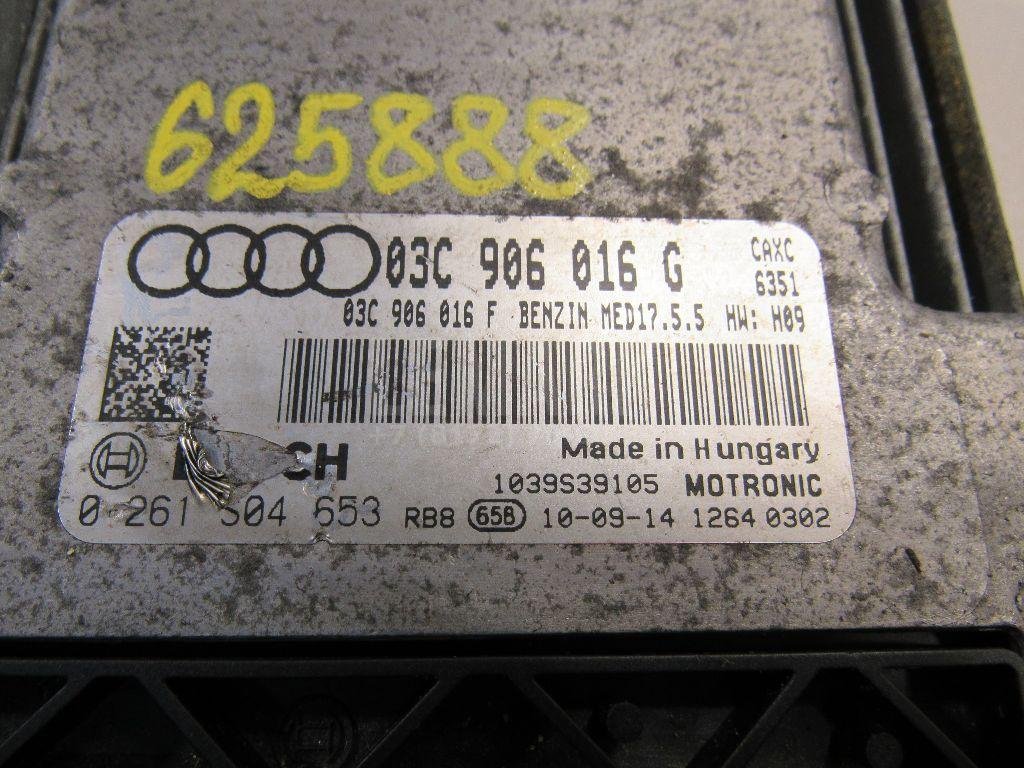 625888
03C 906 016 G
CAXC
6351
03C 906 016 F BENZIN MED17.5.5 HW: H09
Made in Hungary
1039S39105 MOTRONIC
0 261 S04 653 RB8 658 10-09-14 1264 0302